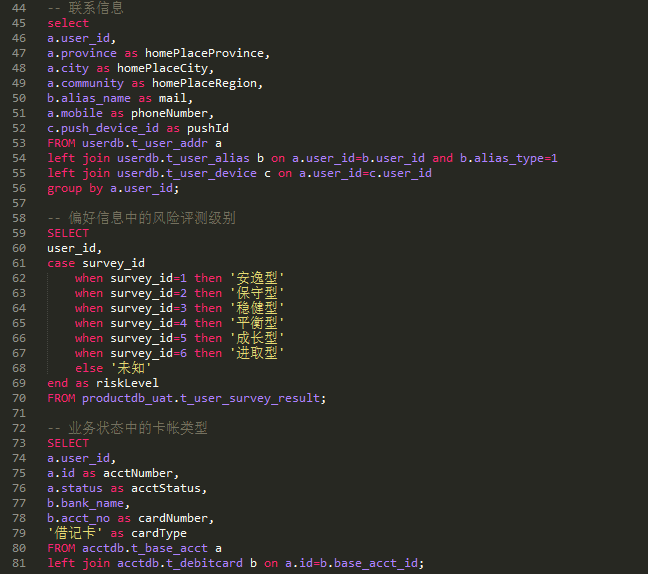 44 -- 联系信息
45 select
46 a.user_id,
47 a.province as homePlaceProvince,
48 a.city as homePlaceCity,
49 a.community as homePlaceRegion,
50 b.alias_name as mail,
51 a.mobile as phoneNumber,
52 c.push_device_id as pushId
53 FROM userdb.t_user_addr a
54 left join userdb.t_user_alias b on a.user_id=b.user_id and b.alias_type=1
55 left join userdb.t_user_device c on a.user_id=c.user_id
56 group by a.user_id;
57
58 -- 偏好信息中的风险评测级别
59 SELECT
60 user_id,
61 case survey_id
62     when survey_id=1 then '安逸型'
63     when survey_id=2 then '保守型'
64     when survey_id=3 then '稳健型'
65     when survey_id=4 then '平衡型'
66     when survey_id=5 then '成长型'
67     when survey_id=6 then '进取型'
68     else '未知'
69 end as riskLevel
70 FROM productdb_uat.t_user_survey_result;
71
72 -- 业务状态中的卡帐类型
73 SELECT
74 a.user_id,
75 a.id as acctNumber,
76 a.status as acctStatus,
77 b.bank_name,
78 b.acct_no as cardNumber,
79 '借记卡' as cardType
80 FROM acctdb.t_base_acct a
81 left join acctdb.t_debitcard b on a.id=b.base_acct_id;